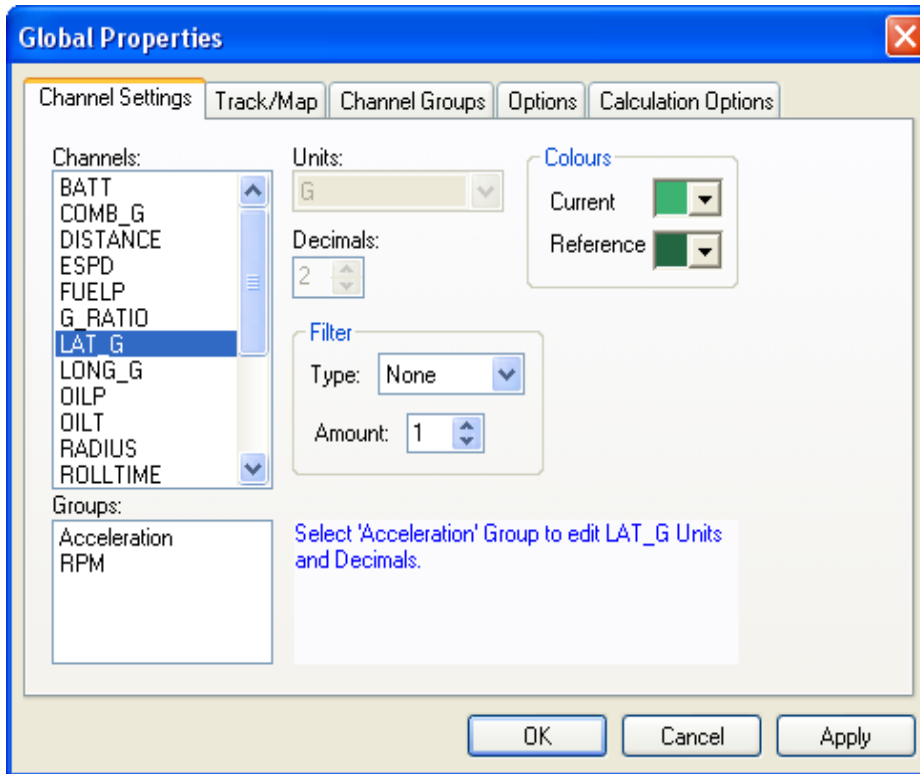 Global Properties
Channel Settings Track/Map Channel Groups Options Calculation Options
Channels:
BATT
COMB_G
DISTANCE
ESPD
FUELP
G_RATIO
LAT_G
LONG_G
OILP
OILT
RADIUS
ROLLTIME
Units:
G
Decimals:
2
Colours
Current
Reference
Filter
Type: None
Amount: 1
Groups:
Acceleration
RPM
Select 'Acceleration' Group to edit LAT_G Units
and Decimals.
OK Cancel Apply